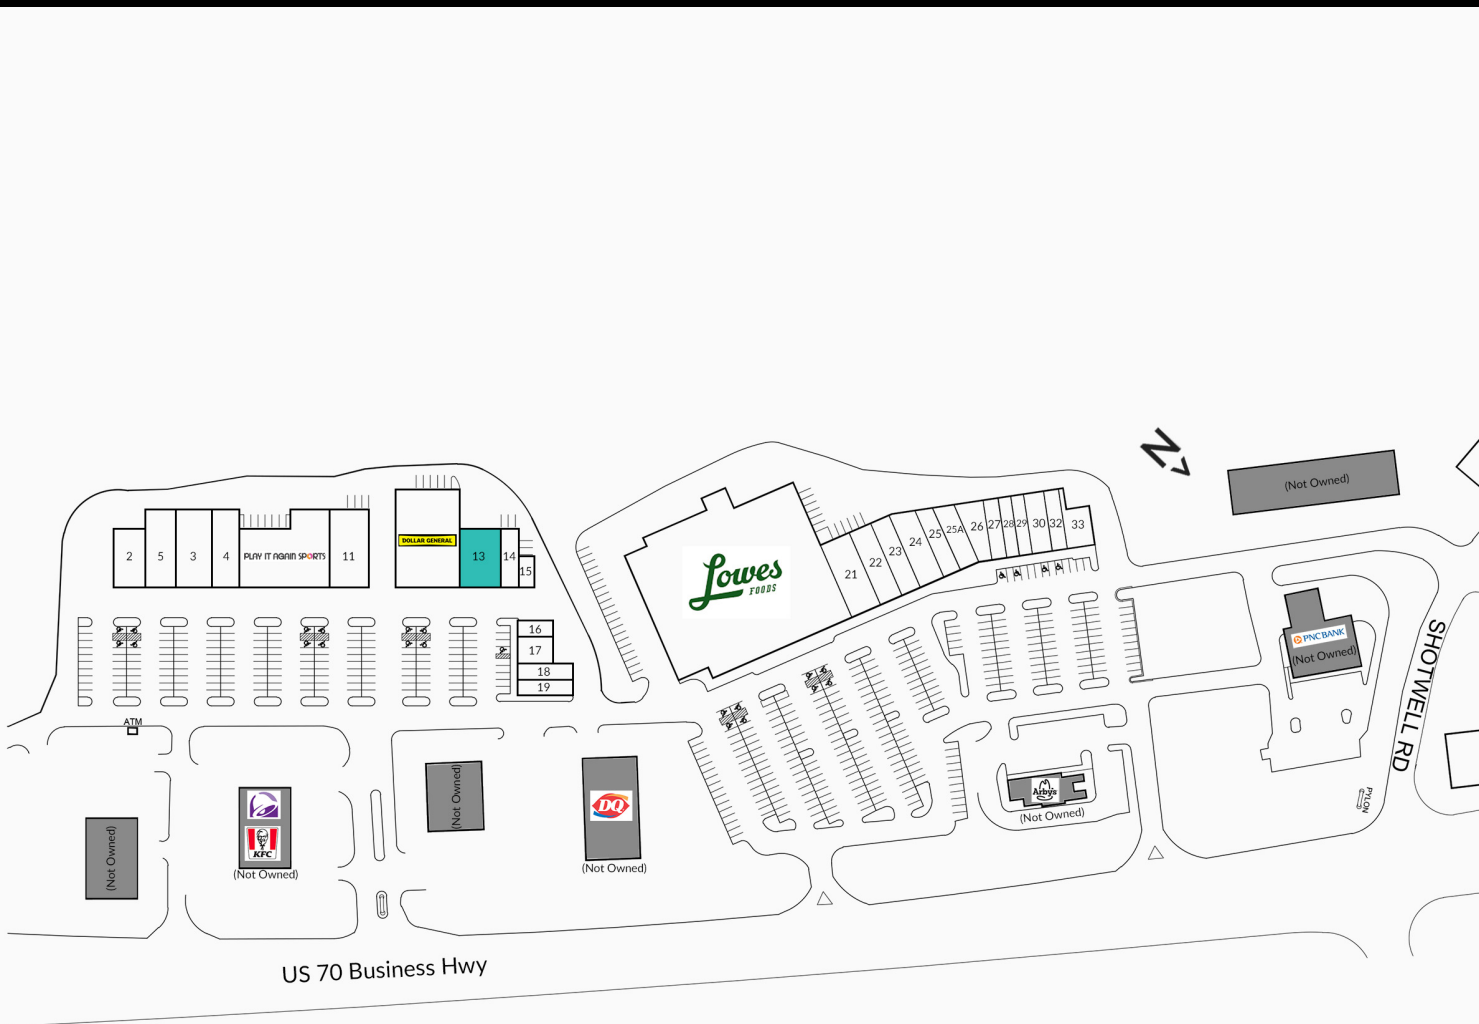 N
(Not Owned)
DOLLAR GENERAL
2
5
3
4
PLAY IT AGAIN SPORTS
11
13
14
15
Lowes
FOODS
21
22
23
24
25
25A
26
27
28
29
30
32
33
16
17
18
19
PNCBANK
(Not Owned)
SHOTWELL RD
ATM
(Not Owned)
KFC
(Not Owned)
(Not Owned)
DQ
(Not Owned)
Arby's
(Not Owned)
PYLON
US 70 Business Hwy